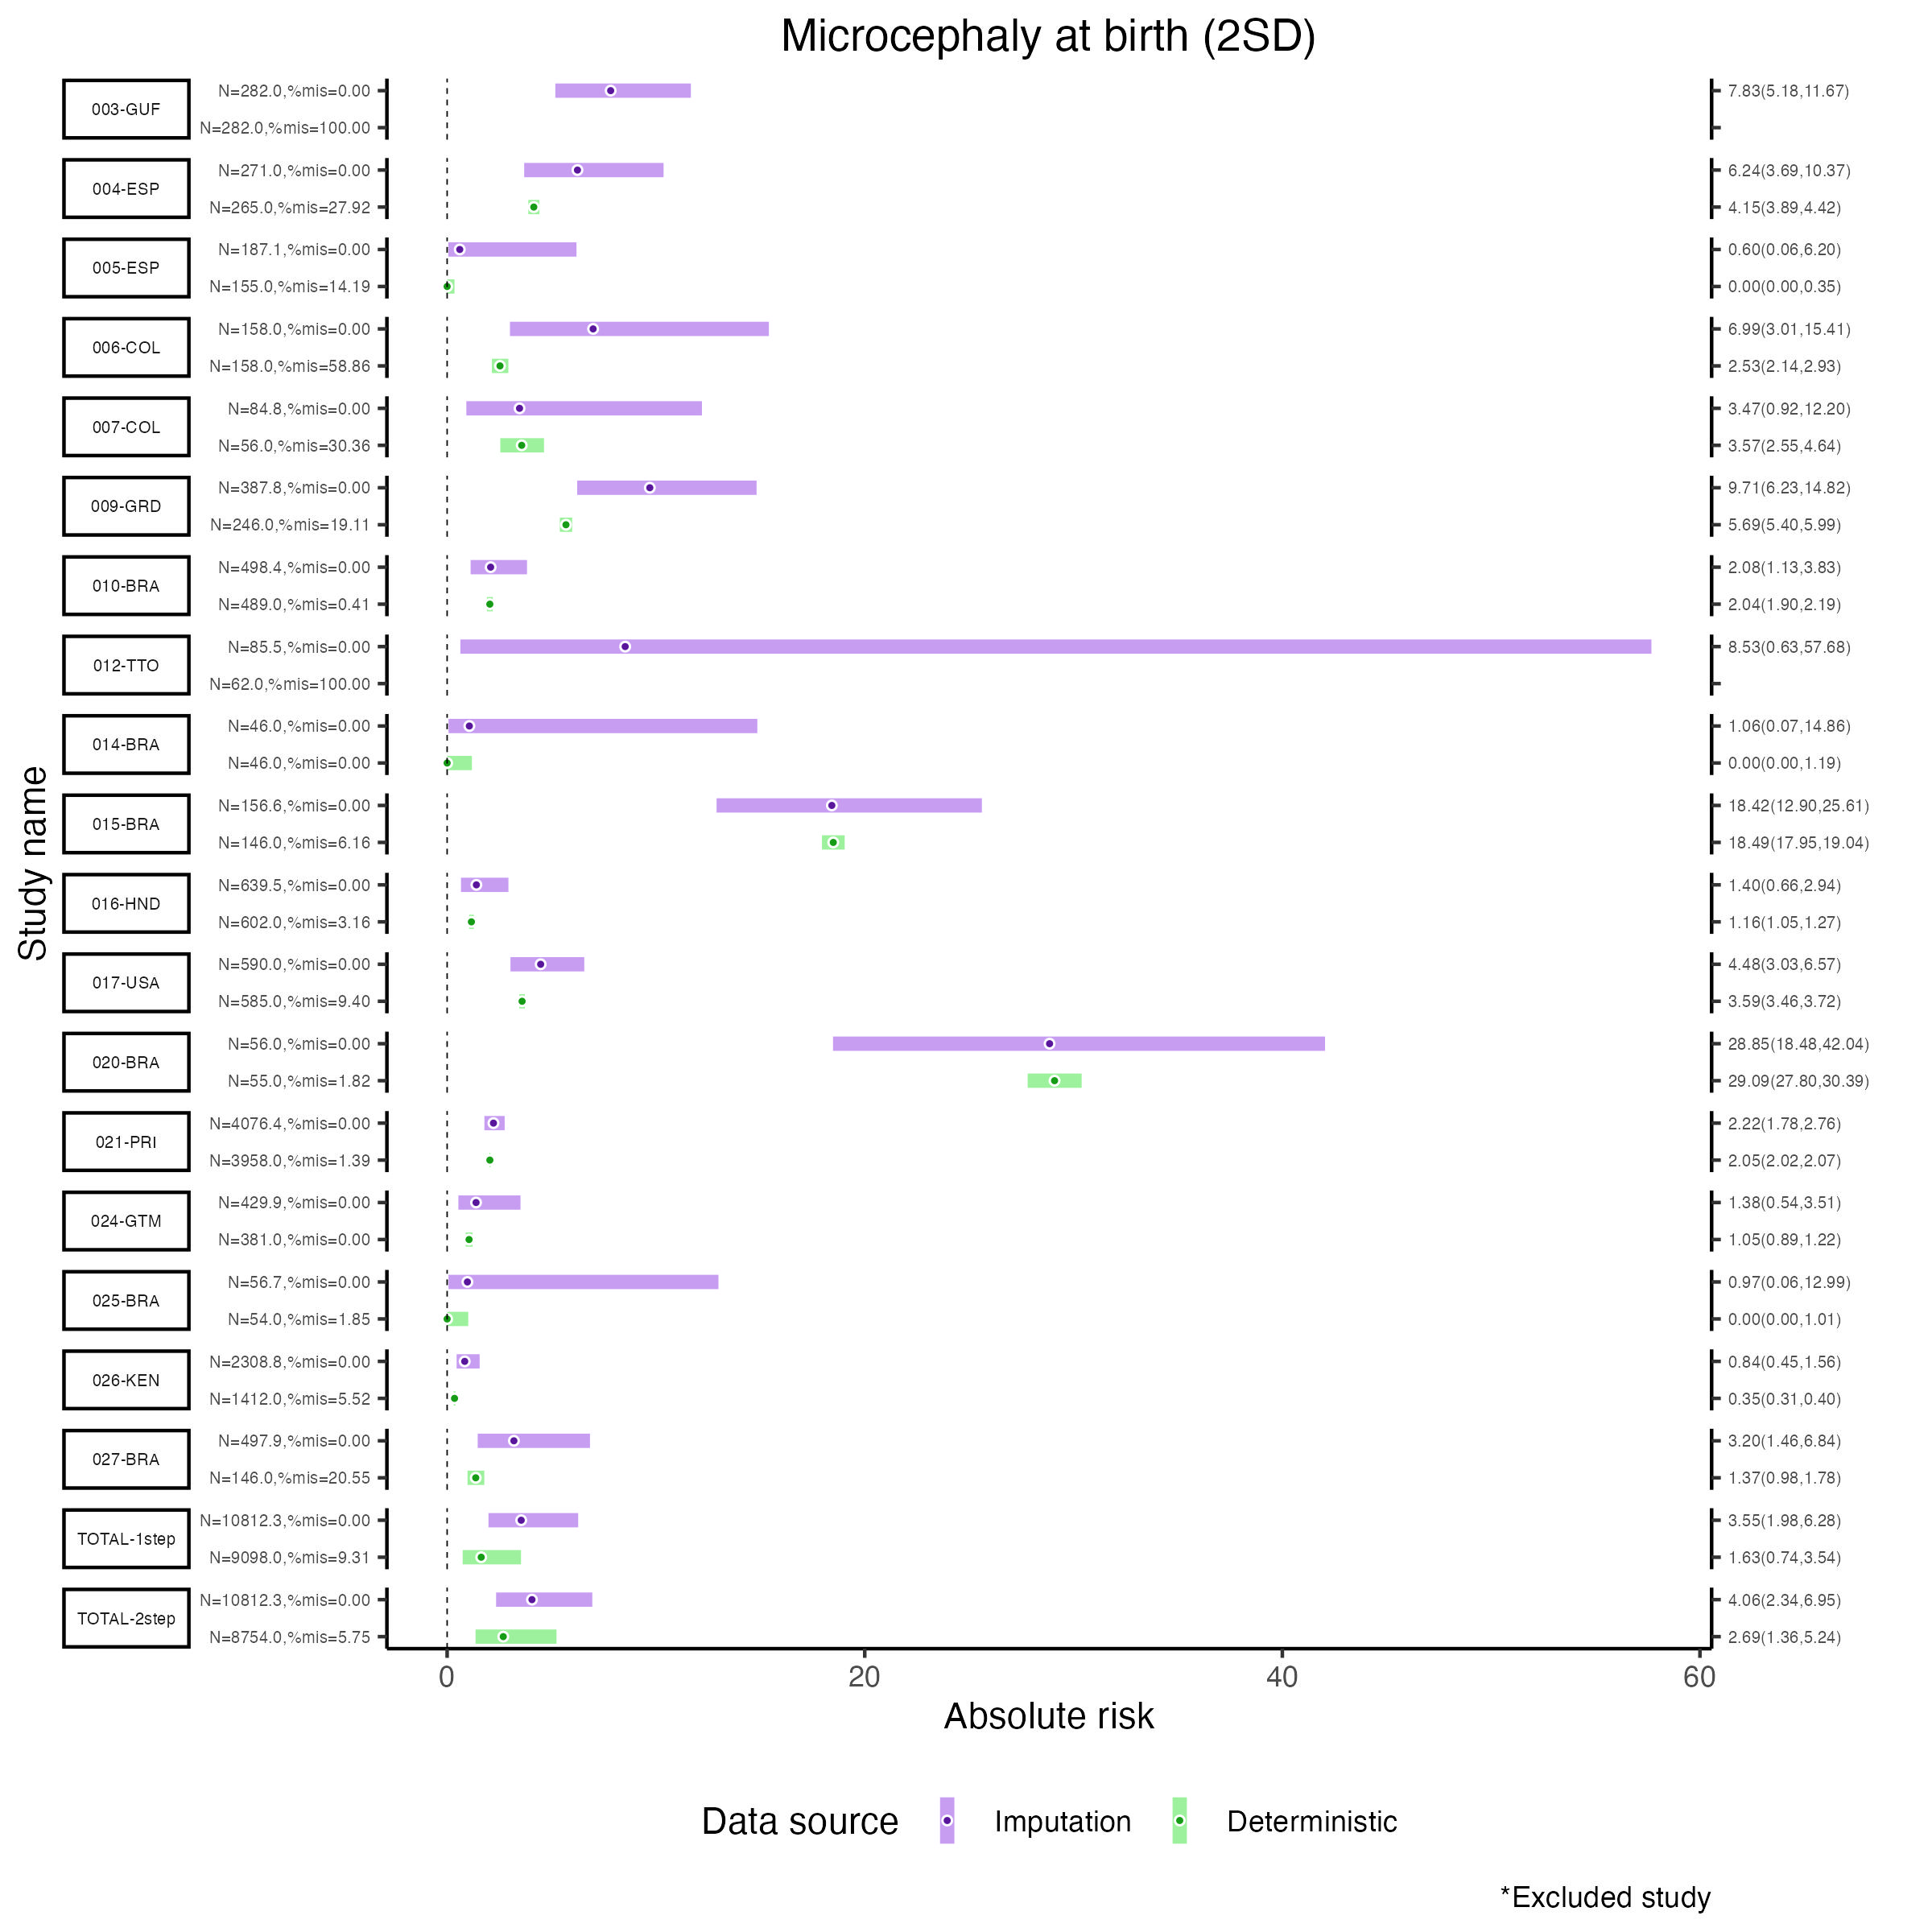 Microcephaly at birth (2SD)
Study name
003-GUF
N=282.0,%mis=0.00
7.83(5.18,11.67)
N=282.0,%mis=100.00
004-ESP
N=271.0,%mis=0.00
6.24(3.69,10.37)
N=265.0,%mis=27.92
4.15(3.89,4.42)
005-ESP
N=187.1,%mis=0.00
0.60(0.06,6.20)
N=155.0,%mis=14.19
0.00(0.00,0.35)
006-COL
N=158.0,%mis=0.00
6.99(3.01,15.41)
N=158.0,%mis=58.86
2.53(2.14,2.93)
007-COL
N=84.8,%mis=0.00
3.47(0.92,12.20)
N=56.0,%mis=30.36
3.57(2.55,4.64)
009-GRD
N=387.8,%mis=0.00
9.71(6.23,14.82)
N=246.0,%mis=19.11
5.69(5.40,5.99)
010-BRA
N=498.4,%mis=0.00
2.08(1.13,3.83)
N=489.0,%mis=0.41
2.04(1.90,2.19)
012-TTO
N=85.5,%mis=0.00
8.53(0.63,57.68)
N=62.0,%mis=100.00
014-BRA
N=46.0,%mis=0.00
1.06(0.07,14.86)
N=46.0,%mis=0.00
0.00(0.00,1.19)
015-BRA
N=156.6,%mis=0.00
18.42(12.90,25.61)
N=146.0,%mis=6.16
18.49(17.95,19.04)
016-HND
N=639.5,%mis=0.00
1.40(0.66,2.94)
N=602.0,%mis=3.16
1.16(1.05,1.27)
017-USA
N=590.0,%mis=0.00
4.48(3.03,6.57)
N=585.0,%mis=9.40
3.59(3.46,3.72)
020-BRA
N=56.0,%mis=0.00
28.85(18.48,42.04)
N=55.0,%mis=1.82
29.09(27.80,30.39)
021-PRI
N=4076.4,%mis=0.00
2.22(1.78,2.76)
N=3958.0,%mis=1.39
2.05(2.02,2.07)
024-GTM
N=429.9,%mis=0.00
1.38(0.54,3.51)
N=381.0,%mis=0.00
1.05(0.89,1.22)
025-BRA
N=56.7,%mis=0.00
0.97(0.06,12.99)
N=54.0,%mis=1.85
0.00(0.00,1.01)
026-KEN
N=2308.8,%mis=0.00
0.84(0.45,1.56)
N=1412.0,%mis=5.52
0.35(0.31,0.40)
027-BRA
N=497.9,%mis=0.00
3.20(1.46,6.84)
N=146.0,%mis=20.55
1.37(0.98,1.78)
TOTAL-1step
N=10812.3,%mis=0.00
3.55(1.98,6.28)
N=9098.0,%mis=9.31
1.63(0.74,3.54)
TOTAL-2step
N=10812.3,%mis=0.00
4.06(2.34,6.95)
N=8754.0,%mis=5.75
2.69(1.36,5.24)
0 20 40 60
Absolute risk
Data source Imputation Deterministic
*Excluded study